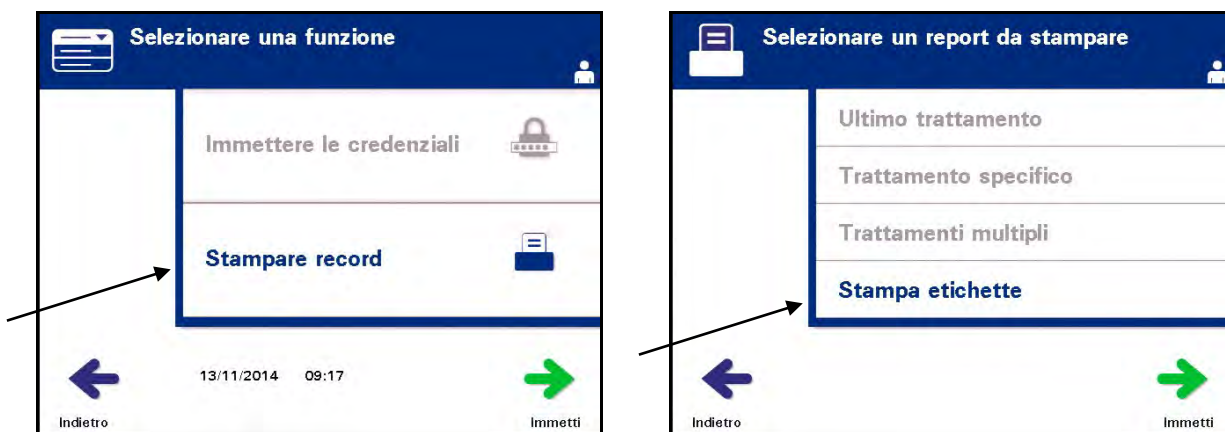 Selezionare una funzione
Immettere le credenziali
Stampare record
Indietro
13/11/2014 09:17
Immetti
Selezionare un report da stampare
Ultimo trattamento
Trattamento specifico
Trattamenti multipli
Stampa etichette
Indietro
Immetti